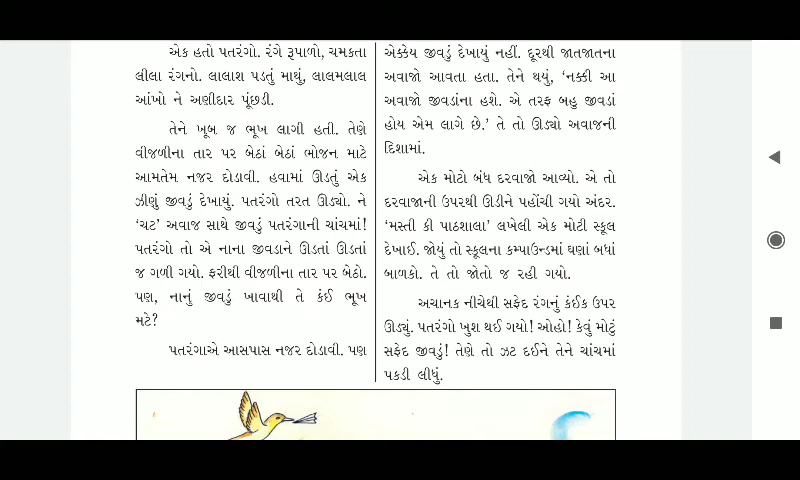 એક હતો પતરંગો. રંગે રૂપાળો, ચમકતા
લીલા રંગનો. લાલાશ પડતું માથું, લાલમલાલ
આંખો ને અણીદાર પૂંછડી.
તેને ખૂબ જ ભૂખ લાગી હતી. તેણે
વીજળીના તાર પર બેઠાં બેઠાં ભોજન માટે
આમતેમ નજર દોડાવી. હવામાં ઊડતું એક
ઝીણું જીવડું દેખાયું. પતરંગો તરત ઊડ્યો. ને
‘ચટ’ અવાજ સાથે જીવડું પતરંગાની ચાંચમાં!
પતરંગો તો એ નાના જીવડાને ઊડતાં ઊડતાં
જ ગળી ગયો. ફરીથી વીજળીના તાર પર બેઠો.
પણ, નાનું જીવડું ખાવાથી તે કંઈ ભૂખ
મટે?
પતરંગાએ આસપાસ નજર દોડાવી. પણ
એક્કેય જીવડું દેખાયું નહીં. દૂરથી જાતજાતના
અવાજો આવતા હતા. તેને થયું, ‘નક્કી આ
અવાજો જીવડાંના હશે. એ તરફ બહુ જીવડાં
હોય એમ લાગે છે.’ તે તો ઊડ્યો અવાજની
દિશામાં.
એક મોટો બંધ દરવાજો આવ્યો. એ તો
દરવાજાની ઉપરથી ઊડીને પહોંચી ગયો અંદર.
‘મસ્તી કી પાઠશાલા’ લખેલી એક મોટી સ્કૂલ
દેખાઈ. જોયું તો સ્કૂલના કમ્પાઉન્ડમાં ઘણાં બધાં
બાળકો. તે તો જોતો જ રહી ગયો.
અચાનક નીચેથી સફેદ રંગનું કંઈક ઉપર
ઊડ્યું. પતરંગો ખુશ થઈ ગયો! ઓહો! કેવું મોટું
સફેદ જીવડું! તેણે તો ઝટ દઈને તેને ચાંચમાં
પકડી લીધું.